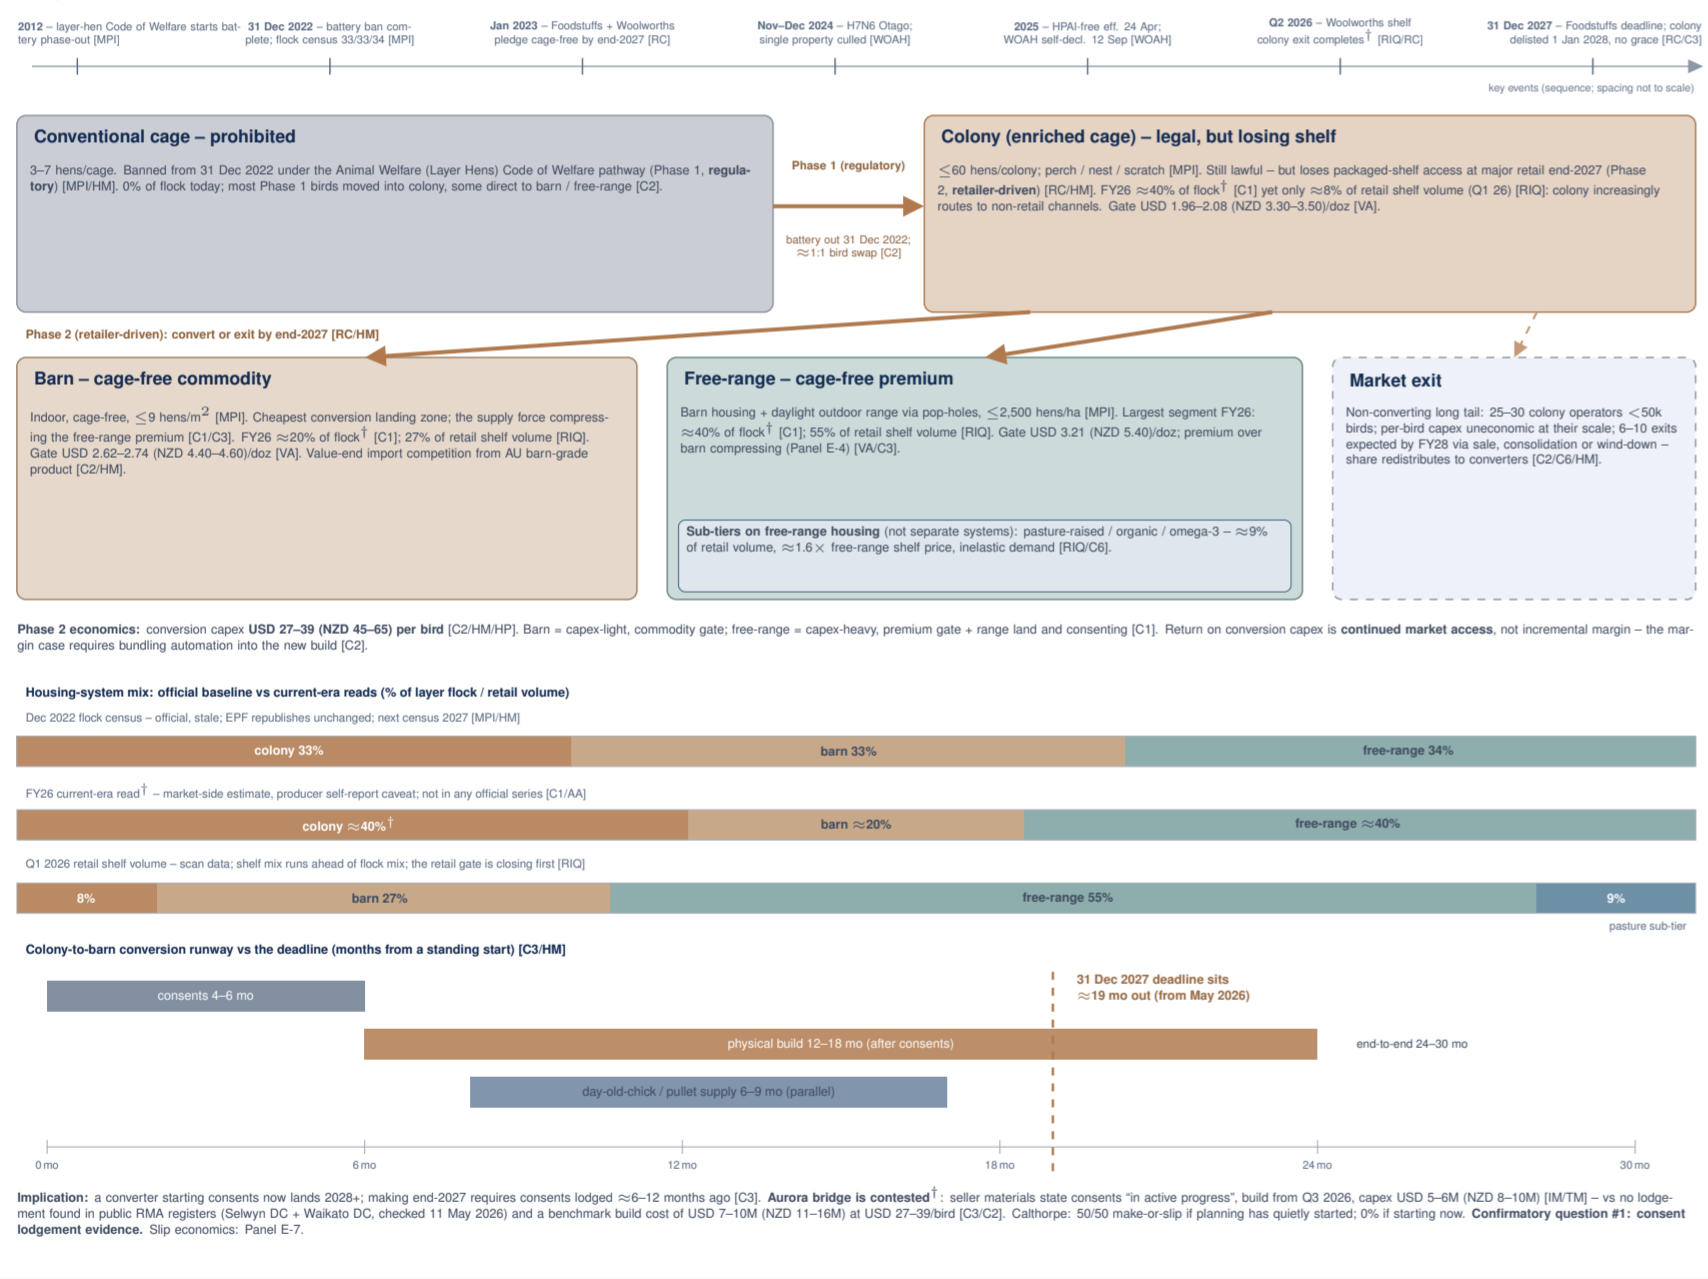 2012 – layer-hen Code of Welfare starts bat-
tery phase-out [MPI]
31 Dec 2022 – battery ban com-
plete; flock census 33/33/34 [MPI]
Jan 2023 – Foodstuffs + Woolworths
pledge cage-free by end-2027 [RC]
Nov–Dec 2024 – H7N6 Otago;
single property culled [WOAH]
2025 – HPAI-free eff. 24 Apr;
WOAH self-decl. 12 Sep [WOAH]
Q2 2026 – Woolworths shelf
colony exit completes† [RIQ/RC]
31 Dec 2027 – Foodstuffs deadline; colony
delisted 1 Jan 2028, no grace [RC/C3]
key events (sequence; spacing not to scale)
Conventional cage – prohibited
3–7 hens/cage. Banned from 31 Dec 2022 under the Animal Welfare (Layer Hens) Code of Welfare pathway (Phase 1, regula-
tory) [MPI/HM]. 0% of flock today; most Phase 1 birds moved into colony, some direct to barn / free-range [C2].
Phase 1 (regulatory)
battery out 31 Dec 2022;
≈1:1 bird swap [C2]
Colony (enriched cage) – legal, but losing shelf
≤60 hens/colony; perch / nest / scratch [MPI]. Still lawful – but loses packaged-shelf access at major retail end-2027 (Phase
2, retailer-driven) [RC/HM]. FY26 ≈40% of flock† [C1] yet only ≈8% of retail shelf volume (Q1 26) [RIQ]: colony increasingly
routes to non-retail channels. Gate USD 1.96–2.08 (NZD 3.30–3.50)/doz [VA].
Phase 2 (retailer-driven): convert or exit by end-2027 [RC/HM]
Barn – cage-free commodity
Indoor, cage-free, ≤9 hens/m² [MPI]. Cheapest conversion landing zone; the supply force compress-
ing the free-range premium [C1/C3]. FY26 ≈20% of flock† [C1]; 27% of retail shelf volume [RIQ].
Gate USD 2.62–2.74 (NZD 4.40–4.60)/doz [VA]. Value-end import competition from AU barn-grade
product [C2/HM].
Free-range – cage-free premium
Barn housing + daylight outdoor range via pop-holes, ≤2,500 hens/ha [MPI]. Largest segment FY26:
≈40% of flock† [C1]; 55% of retail shelf volume [RIQ]. Gate USD 3.21 (NZD 5.40)/doz; premium over
barn compressing (Panel E-4) [VA/C3].
Sub-tiers on free-range housing (not separate systems): pasture-raised / organic / omega-3 – ≈9%
of retail volume, ≈1.6× free-range shelf price, inelastic demand [RIQ/C6].
Market exit
Non-converting long tail: 25–30 colony operators <50k
birds; per-bird capex uneconomic at their scale; 6–10 exits
expected by FY28 via sale, consolidation or wind-down –
share redistributes to converters [C2/C6/HM].
Phase 2 economics: conversion capex USD 27–39 (NZD 45–65) per bird [C2/HM/HP]. Barn = capex-light, commodity gate; free-range = capex-heavy, premium gate + range land and consenting [C1]. Return on conversion capex is continued market access, not incremental margin – the mar-
gin case requires bundling automation into the new build [C2].
Housing-system mix: official baseline vs current-era reads (% of layer flock / retail volume)
Dec 2022 flock census – official, stale; EPF republishes unchanged; next census 2027 [MPI/HM]
colony 33%
barn 33%
free-range 34%
FY26 current-era read† – market-side estimate, producer self-report caveat; not in any official series [C1/AA]
colony ≈40%†
barn ≈20%
free-range ≈40%
Q1 2026 retail shelf volume – scan data; shelf mix runs ahead of flock mix; the retail gate is closing first [RIQ]
8%
barn 27%
free-range 55%
9%
pasture sub-tier
Colony-to-barn conversion runway vs the deadline (months from a standing start) [C3/HM]
31 Dec 2027 deadline sits
≈19 mo out (from May 2026)
consents 4–6 mo
physical build 12–18 mo (after consents)
end-to-end 24–30 mo
day-old-chick / pullet supply 6–9 mo (parallel)
0 mo
6 mo
12 mo
18 mo
24 mo
30 mo
Implication: a converter starting consents now lands 2028+; making end-2027 requires consents lodged ≈6–12 months ago [C3]. Aurora bridge is contested†: seller materials state consents “in active progress”, build from Q3 2026, capex USD 5–6M (NZD 8–10M) [IM/TM] – vs no lodge-
ment found in public RMA registers (Selwyn DC + Waikato DC, checked 11 May 2026) and a benchmark build cost of USD 7–10M (NZD 11–16M) at USD 27–39/bird [C3/C2]. Calthorpe: 50/50 make-or-slip if planning has quietly started; 0% if starting now. Confirmatory question #1: consent
lodgement evidence. Slip economics: Panel E-7.